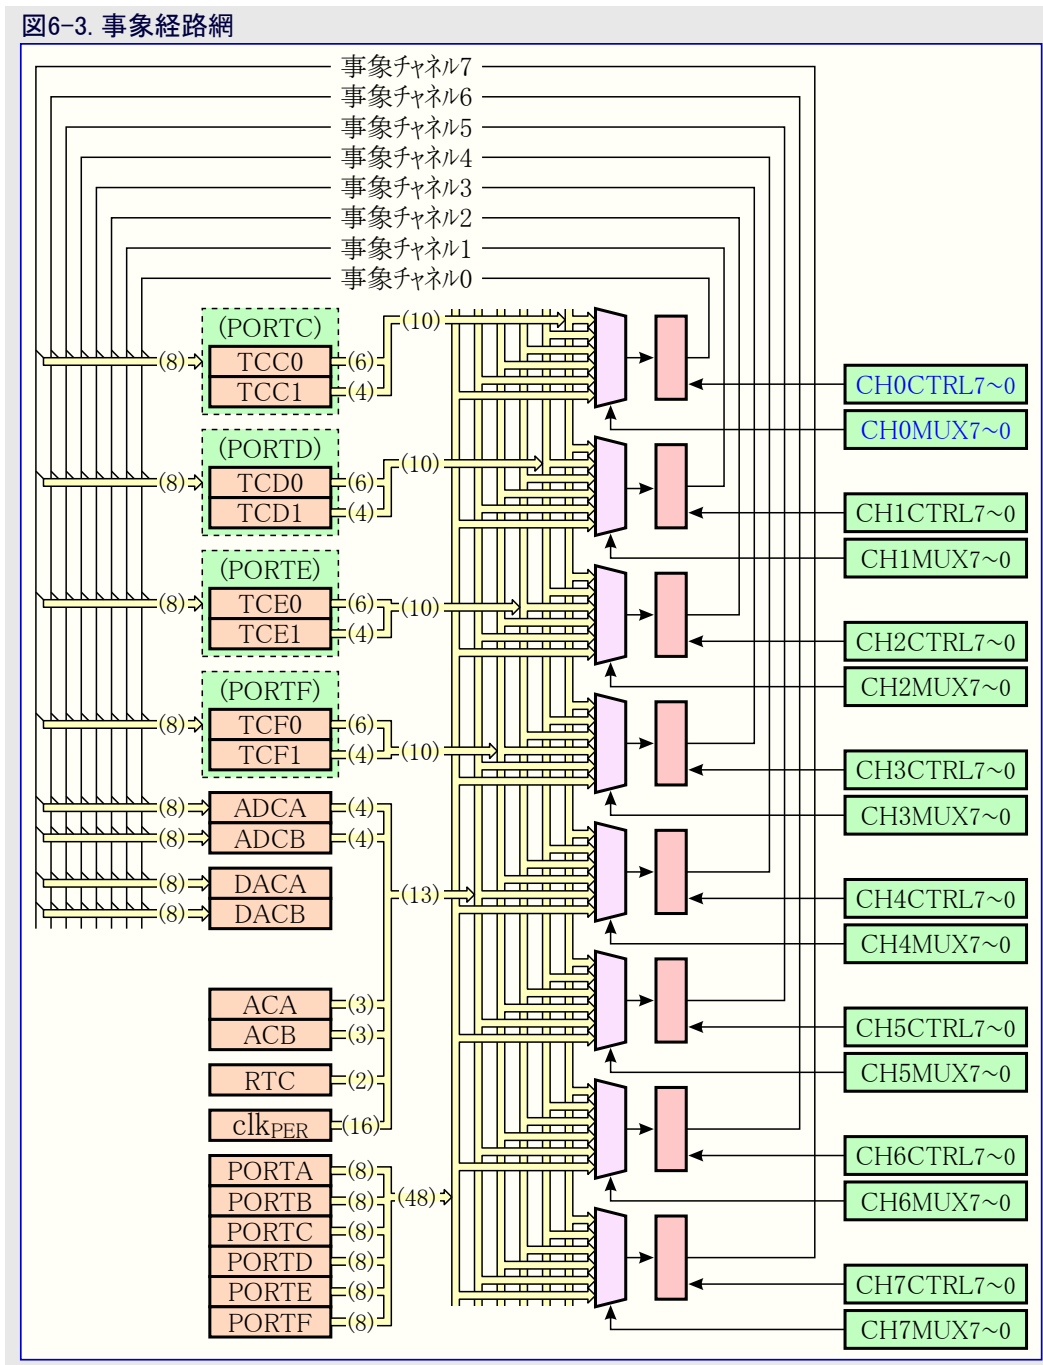 図6-3. 事象経路網
事象チャネル7
事象チャネル6
事象チャネル5
事象チャネル4
事象チャネル3
事象チャネル2
事象チャネル1
事象チャネル0
(PORTC)
(8)
TCC0
(6)
TCC1
(4)
(10)
CH0CTRL7~0
CH0MUX7~0
(PORTD)
(8)
TCD0
(6)
TCD1
(4)
(10)
CH1CTRL7~0
CH1MUX7~0
(PORTE)
(8)
TCE0
(6)
TCE1
(4)
(10)
CH2CTRL7~0
CH2MUX7~0
(PORTF)
(8)
TCF0
(6)
TCF1
(4)
(10)
CH3CTRL7~0
CH3MUX7~0
(8)
ADCA
(4)
(8)
ADCB
(4)
(8)
DACA
(8)
DACB
(13)
CH4CTRL7~0
CH4MUX7~0
ACA
(3)
ACB
(3)
RTC
(2)
clkPER
(16)
CH5CTRL7~0
CH5MUX7~0
PORTA
(8)
PORTB
(8)
PORTC
(8)
PORTD
(8)
PORTE
(8)
PORTF
(8)
(48)
CH6CTRL7~0
CH6MUX7~0
CH7CTRL7~0
CH7MUX7~0